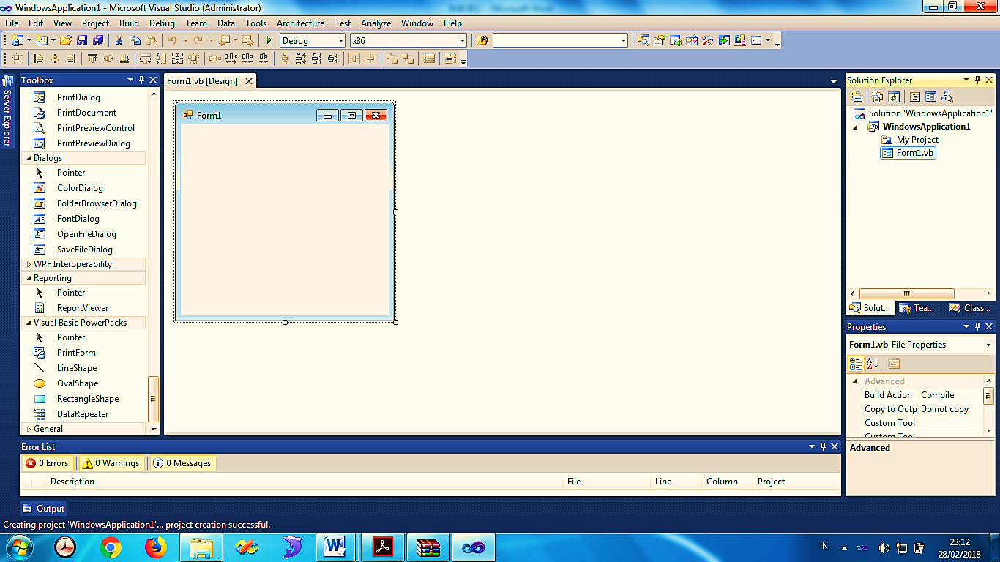 WindowsApplication1 - Microsoft Visual Studio (Administrator)
File Edit View Project Build Debug Team Data Tools Architecture Test Analyze Window Help
Debug x86
Server Explorer
Toolbox
PrintDialog
PrintDocument
PrintPreviewControl
PrintPreviewDialog
Dialogs
Pointer
ColorDialog
FolderBrowserDialog
FontDialog
OpenFileDialog
SaveFileDialog
WPF Interoperability
Reporting
Pointer
ReportViewer
Visual Basic PowerPacks
Pointer
PrintForm
LineShape
OvalShape
RectangleShape
DataRepeater
General
Form1.vb [Design]
Form1
Solution Explorer
Solution 'WindowsApplication1'
WindowsApplication1
My Project
Form1.vb
Solut... Tea... Class...
Properties
Form1.vb File Properties
Advanced
Build Action Compile
Copy to Outp Do not copy
Custom Tool
Custom Tool
Advanced
Error List
0 Errors 0 Warnings 0 Messages
Description File Line Column Project
Output
Creating project 'WindowsApplication1'... project creation successful.
IN
23:12
28/02/2018